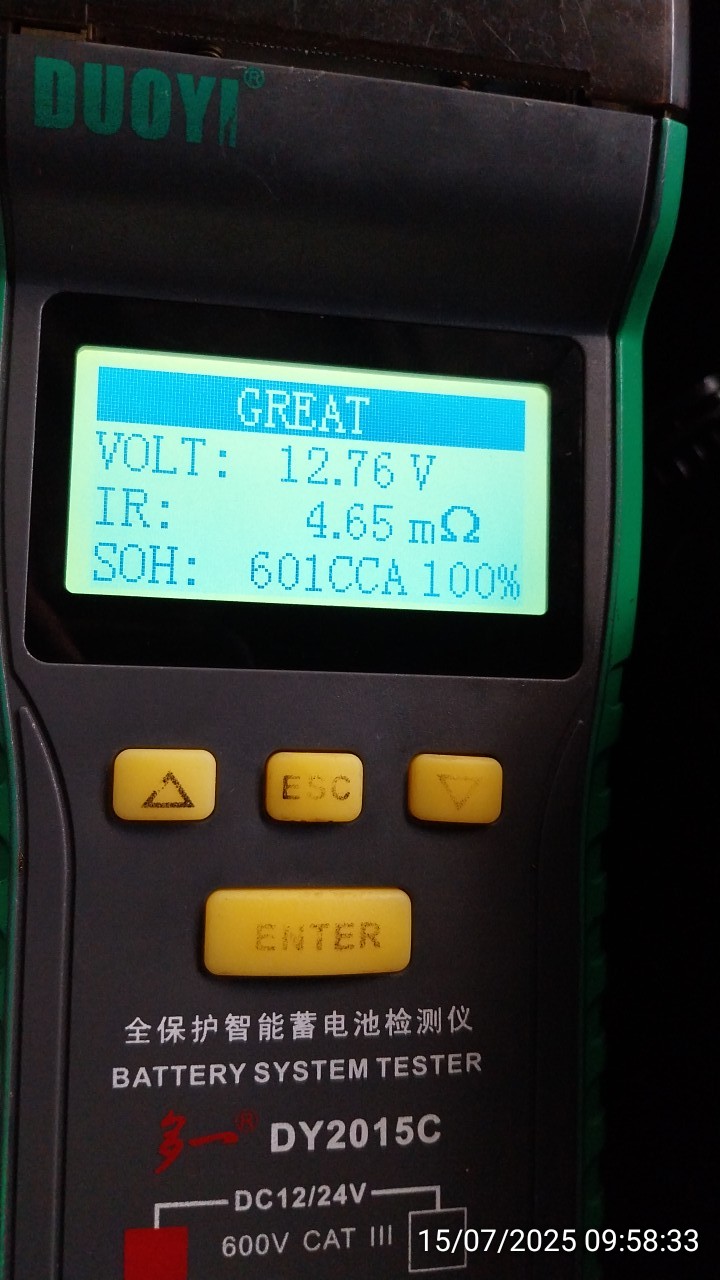 DUOYI®
GREAT
VOLT: 12.76 V
IR: 4.65 mΩ
SOH: 601CCA 100%
ESC
ENTER
全保护智能蓄电池检测仪
BATTERY SYSTEM TESTER
多一® DY2015C
DC12/24V
600V CAT III
15/07/2025 09:58:33